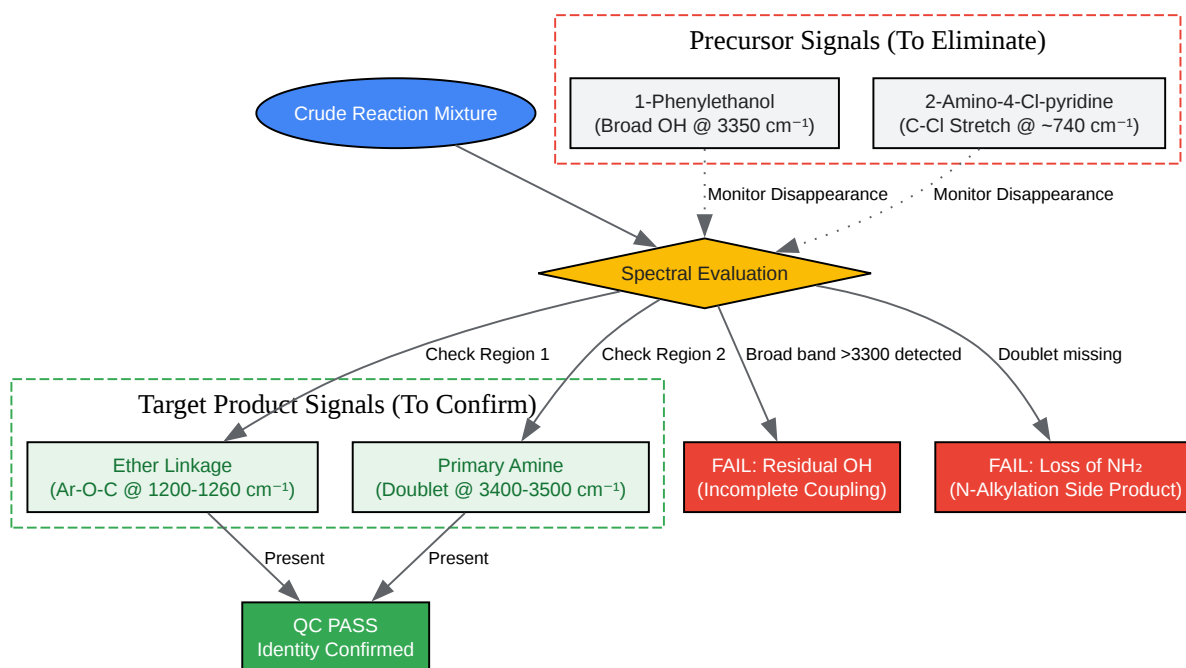 Precursor Signals (To Eliminate)
Crude Reaction Mixture
1-Phenylethanol
(Broad OH @ 3350 cm⁻¹)
2-Amino-4-Cl-pyridine
(C-Cl Stretch @ ~740 cm⁻¹)
Monitor Disappearance
Monitor Disappearance
Spectral Evaluation
Check Region 1
Check Region 2
Broad band >3300 detected
Doublet missing
Target Product Signals (To Confirm)
Ether Linkage
(Ar-O-C @ 1200-1260 cm⁻¹)
Primary Amine
(Doublet @ 3400-3500 cm⁻¹)
FAIL: Residual OH
(Incomplete Coupling)
FAIL: Loss of NH₂
(N-Alkylation Side Product)
Present
Present
QC PASS
Identity Confirmed